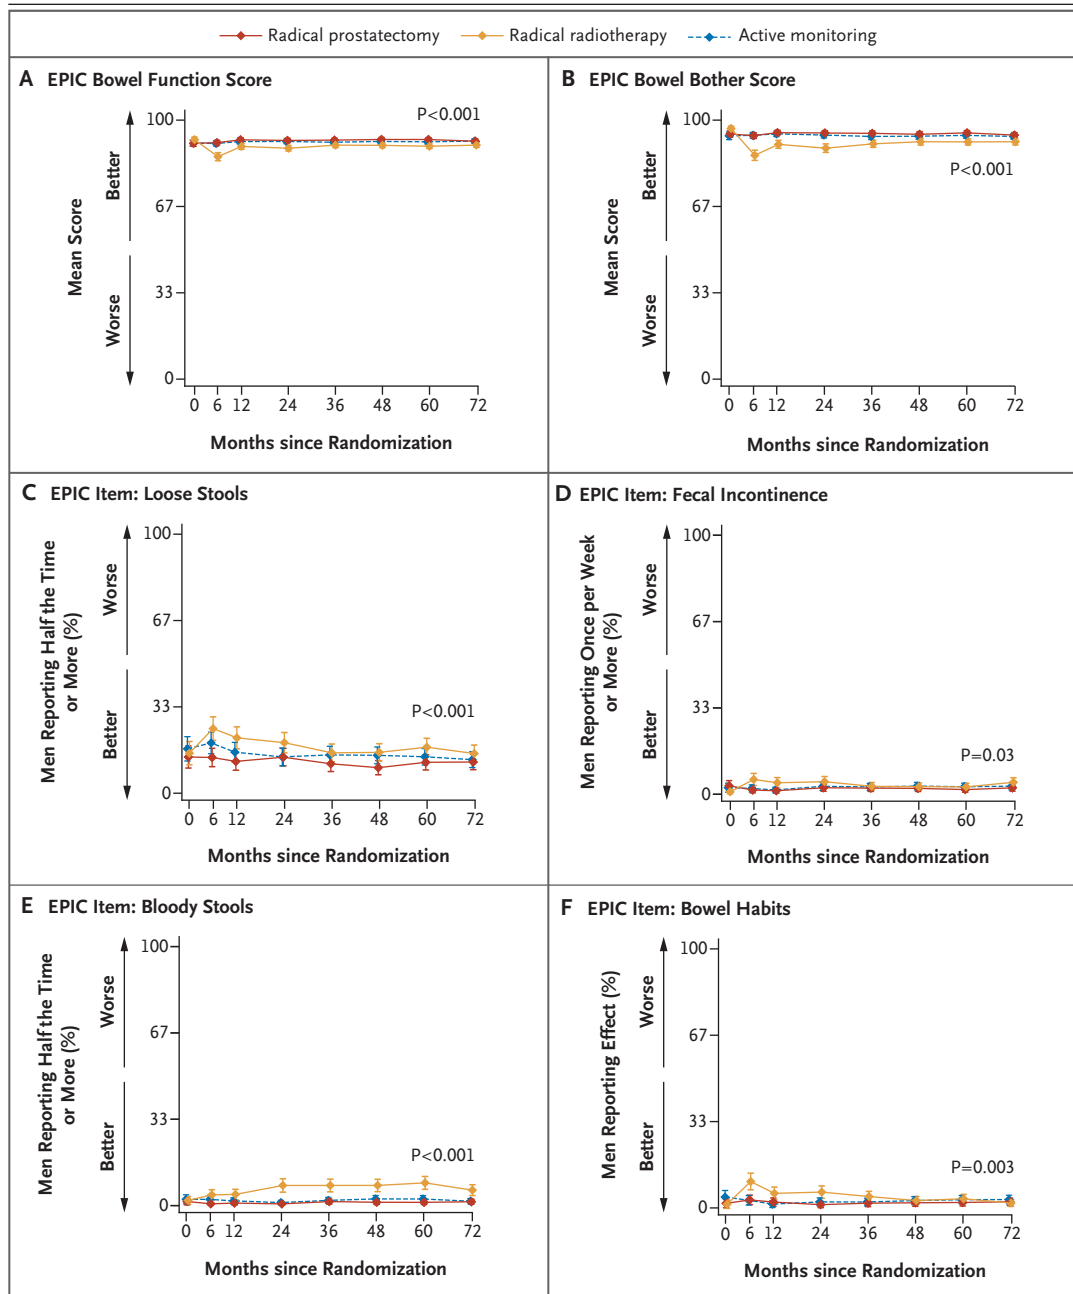 Radical prostatectomy Radical radiotherapy Active monitoring
A EPIC Bowel Function Score
P<0.001
100
67
33
0
Mean Score
Better
Worse
0 6 12 24 36 48 60 72
Months since Randomization
B EPIC Bowel Bother Score
P<0.001
100
67
33
0
Mean Score
Better
Worse
0 6 12 24 36 48 60 72
Months since Randomization
C EPIC Item: Loose Stools
P<0.001
100
67
33
0
Men Reporting Half the Time
or More (%)
Worse
Better
0 6 12 24 36 48 60 72
Months since Randomization
D EPIC Item: Fecal Incontinence
P=0.03
100
67
33
0
Men Reporting Once per Week
or More (%)
Worse
Better
0 6 12 24 36 48 60 72
Months since Randomization
E EPIC Item: Bloody Stools
P<0.001
100
67
33
0
Men Reporting Half the Time
or More (%)
Worse
Better
0 6 12 24 36 48 60 72
Months since Randomization
F EPIC Item: Bowel Habits
P=0.003
100
67
33
0
Men Reporting Effect (%)
Worse
Better
0 6 12 24 36 48 60 72
Months since Randomization